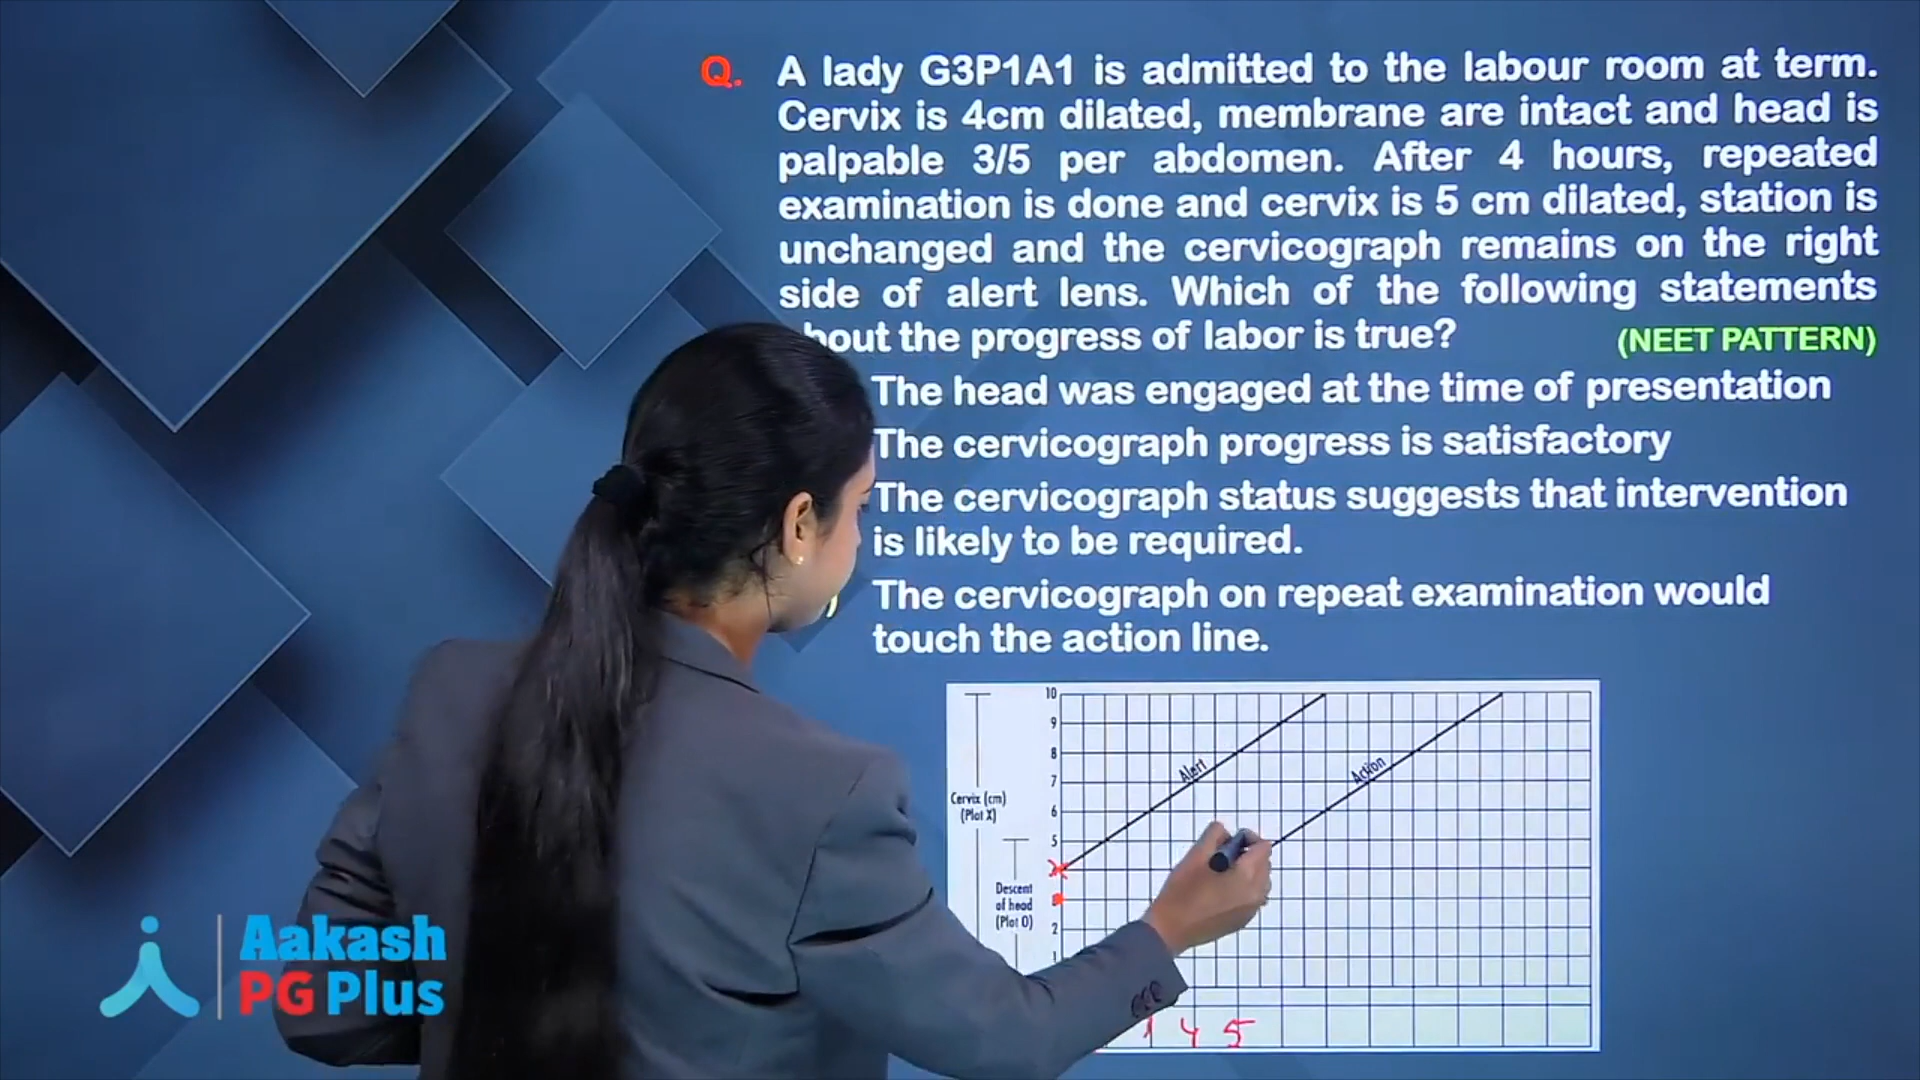 Q. A lady G3P1A1 is admitted to the labour room at term.
Cervix is 4cm dilated, membrane are intact and head is
palpable 3/5 per abdomen. After 4 hours, repeated
examination is done and cervix is 5 cm dilated, station is
unchanged and the cervicograph remains on the right
side of alert lens. Which of the following statements
bout the progress of labor is true? (NEET PATTERN)
The head was engaged at the time of presentation
The cervicograph progress is satisfactory
The cervicograph status suggests that intervention
is likely to be required.
The cervicograph on repeat examination would
touch the action line.
10
9
8
7
6
5
2
1
Alert
Action
Cervix (cm)
(Plot X)
Descent
of head
(Plot O)
4 5
Aakash
PG Plus